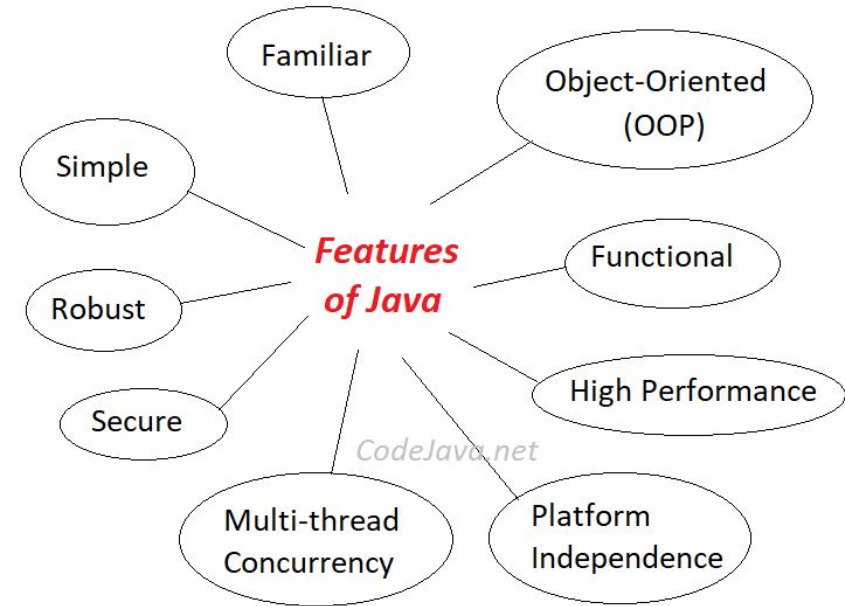 Familiar
Object-Oriented
(OOP)
Simple
Features
of Java
Functional
Robust
High Performance
Secure
CodeJava.net
Multi-thread
Concurrency
Platform
Independence